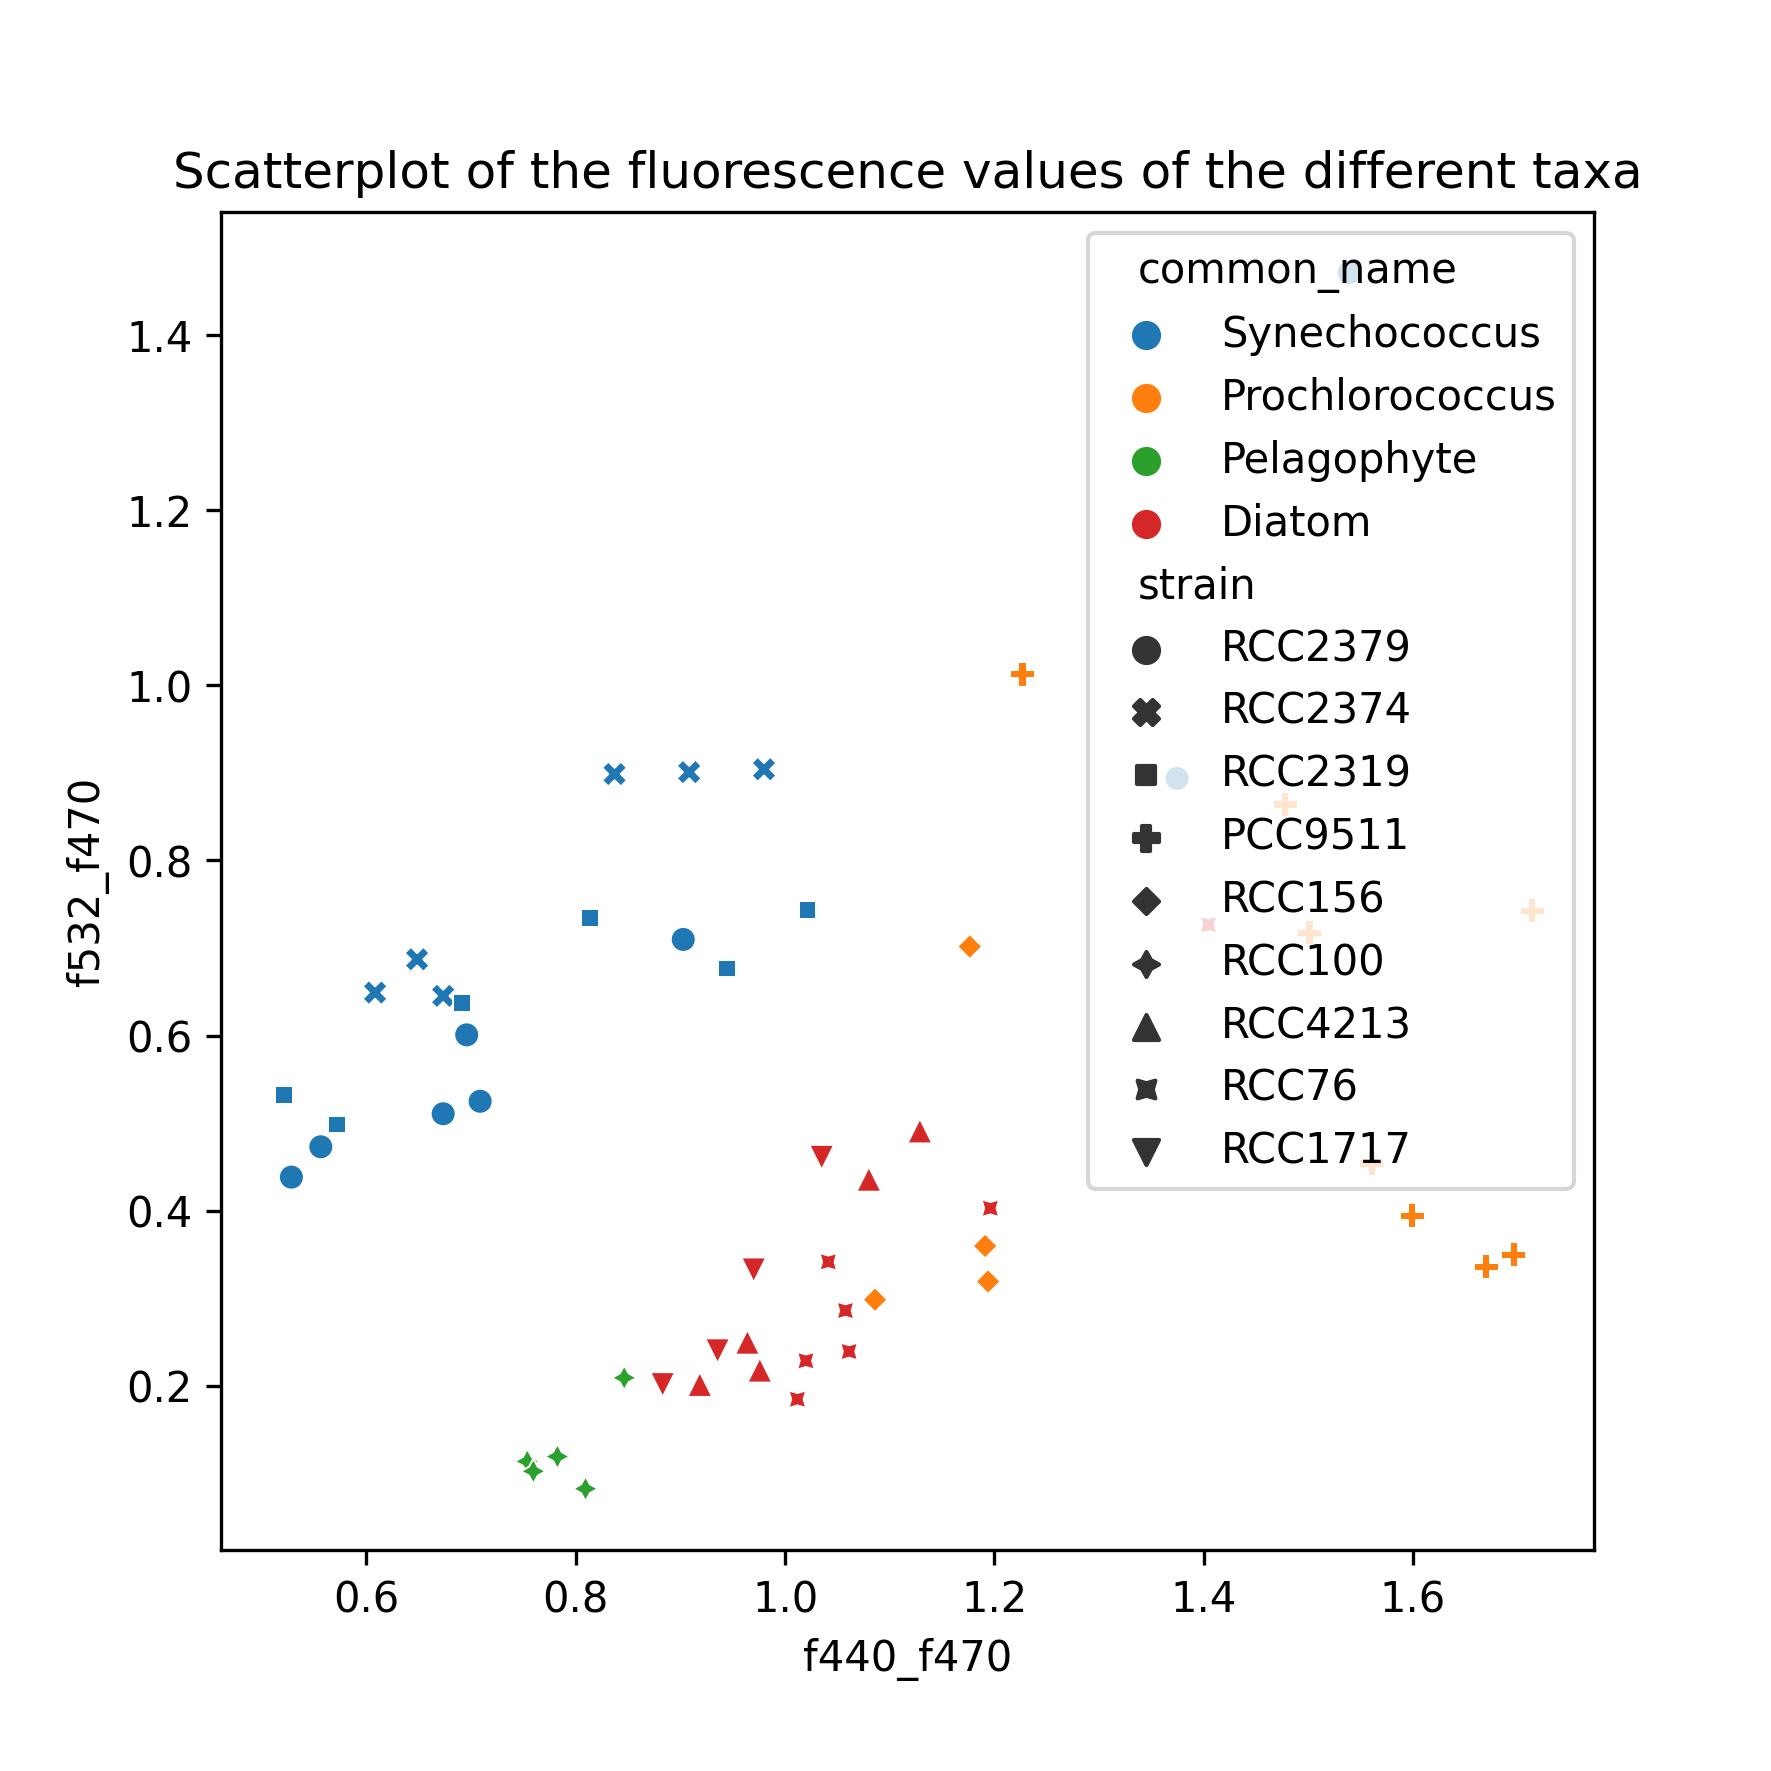 Scatterplot of the fluorescence values of the different taxa
common_name
Synechococcus
Prochlorococcus
Pelagophyte
Diatom
strain
RCC2379
RCC2374
RCC2319
PCC9511
RCC156
RCC100
RCC4213
RCC76
RCC1717
1.4
1.2
1.0
0.8
0.6
0.4
0.2
f532_f470
0.6 0.8 1.0 1.2 1.4 1.6
f440_f470